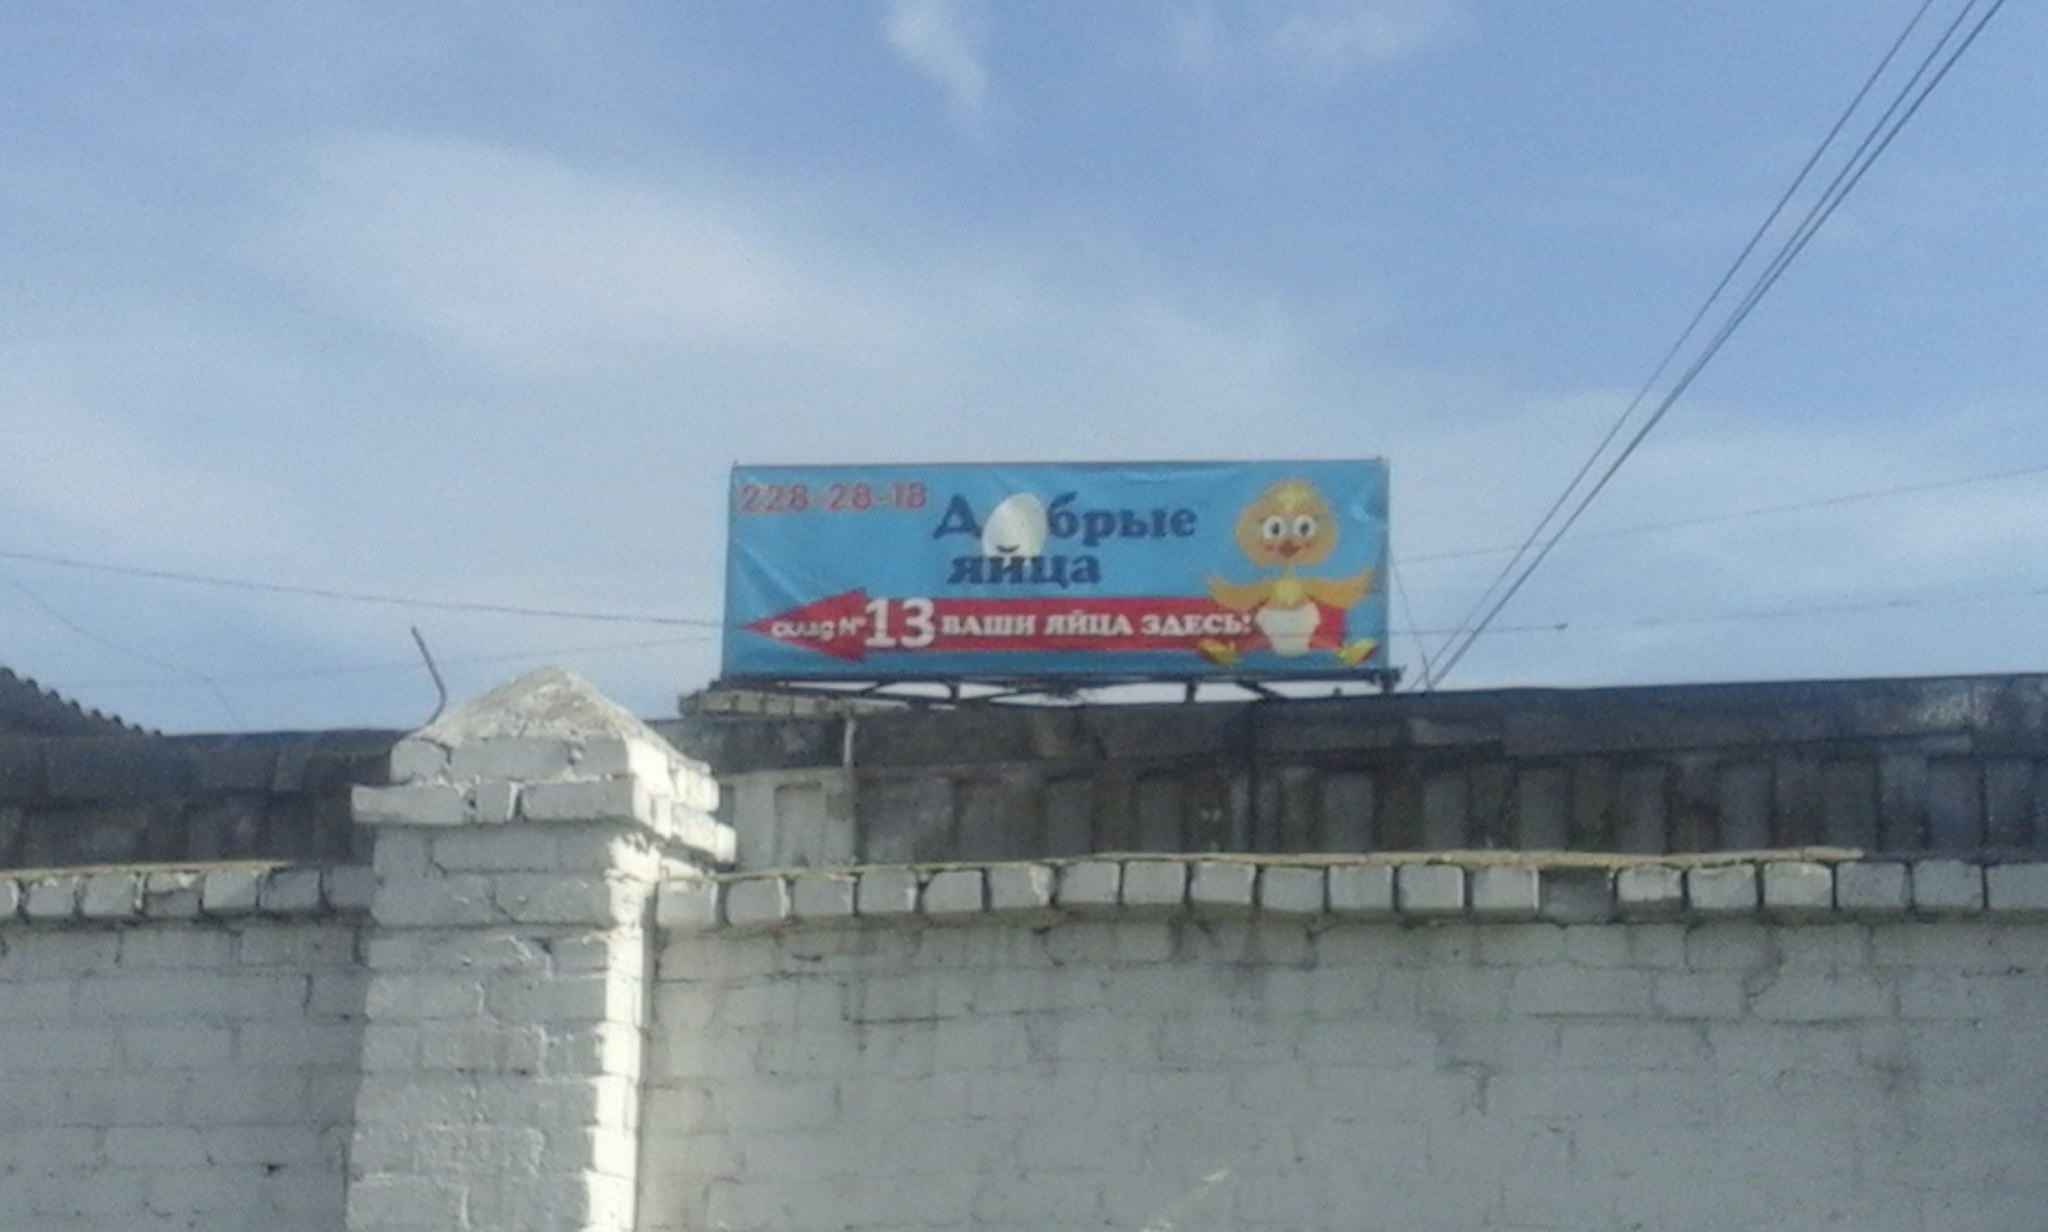 228-28-18
Добрые
яйца
склад №13 ВАШИ ЯЙЦА ЗДЕСЬ!